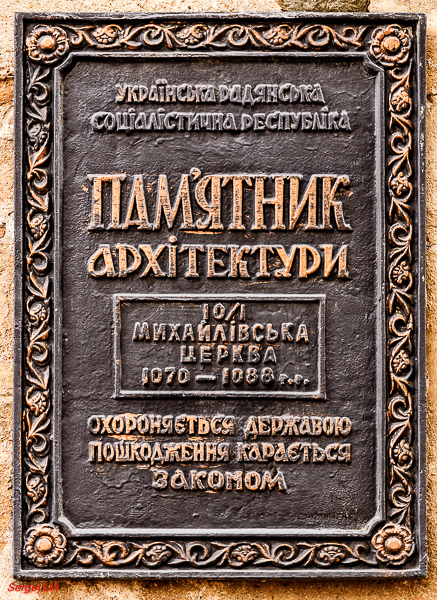 УКРАЇНСЬКА РАДЯНСЬКА
СОЦІАЛІСТИЧНА РЕСПУБЛІКА
ПАМ'ЯТНИК
АРХІТЕКТУРИ
10/1
МИХАЙЛІВСЬКА
ЦЕРКВА
1070 — 1088 г.г.
ОХОРОНЯЄТЬСЯ ДЕРЖАВОЮ
ПОШКОДЖЕННЯ КАРАЄТЬСЯ
ЗАКОНОМ